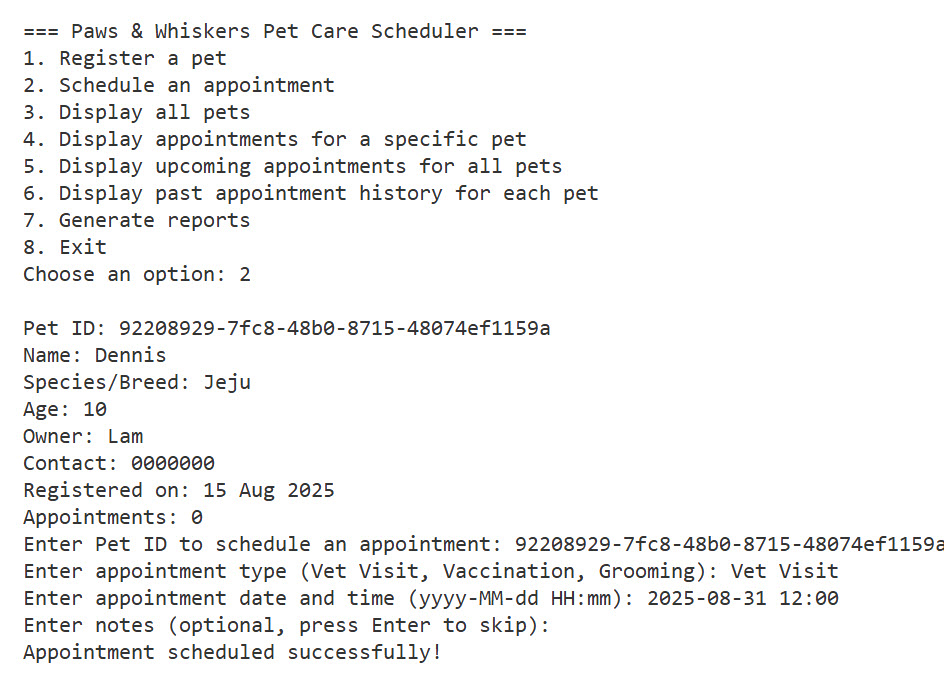 === Paws & Whiskers Pet Care Scheduler ===
1. Register a pet
2. Schedule an appointment
3. Display all pets
4. Display appointments for a specific pet
5. Display upcoming appointments for all pets
6. Display past appointment history for each pet
7. Generate reports
8. Exit
Choose an option: 2

Pet ID: 92208929-7fc8-48b0-8715-48074ef1159a
Name: Dennis
Species/Breed: Jeju
Age: 10
Owner: Lam
Contact: 0000000
Registered on: 15 Aug 2025
Appointments: 0
Enter Pet ID to schedule an appointment: 92208929-7fc8-48b0-8715-48074ef1159a
Enter appointment type (Vet Visit, Vaccination, Grooming): Vet Visit
Enter appointment date and time (yyyy-MM-dd HH:mm): 2025-08-31 12:00
Enter notes (optional, press Enter to skip):
Appointment scheduled successfully!